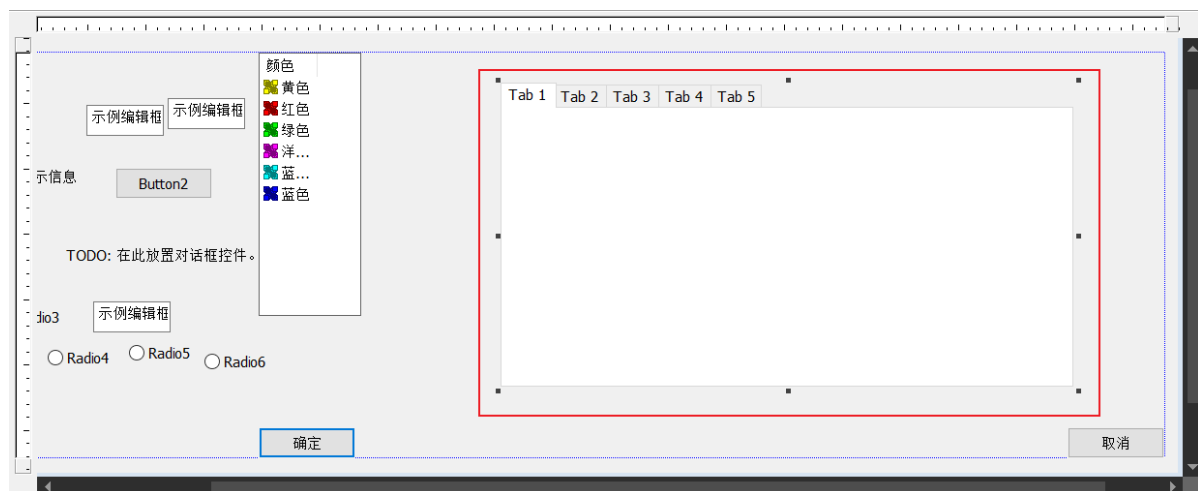 颜色
黄色
红色
绿色
洋...
蓝...
蓝色
示例编辑框
示例编辑框
示信息
Button2
TODO: 在此放置对话框控件。
dio3
示例编辑框
Radio4
Radio5
Radio6
Tab 1 Tab 2 Tab 3 Tab 4 Tab 5
确定
取消